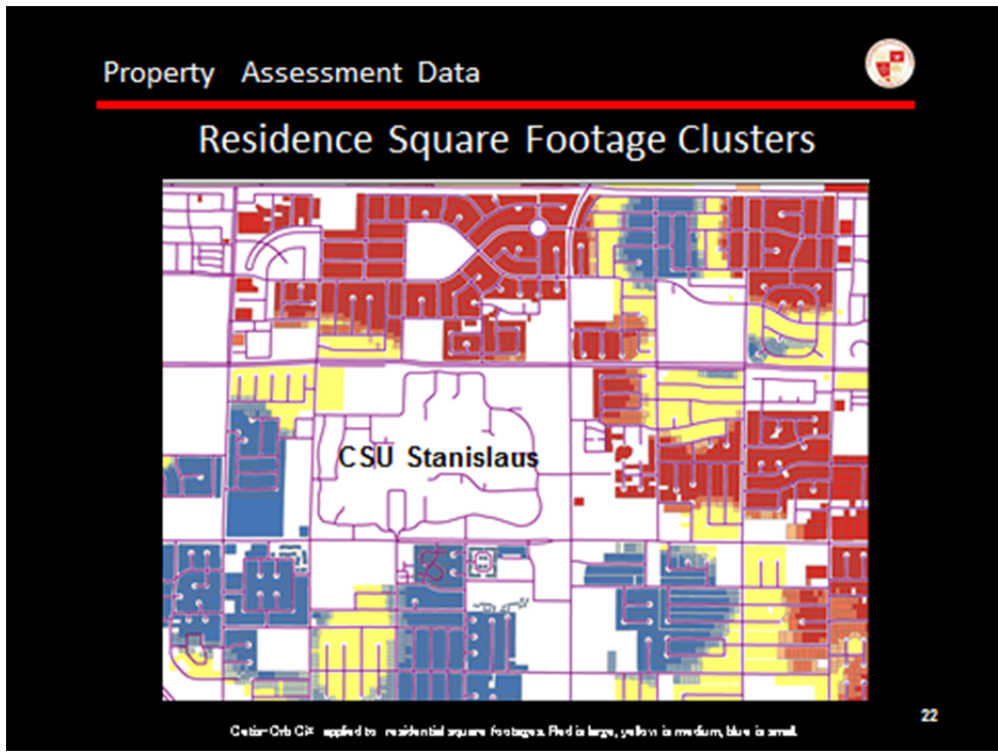 Property Assessment Data
Residence Square Footage Clusters
CSU Stanislaus
22
applied to residential square footages. Red is large, yellow is medium, blue is small.